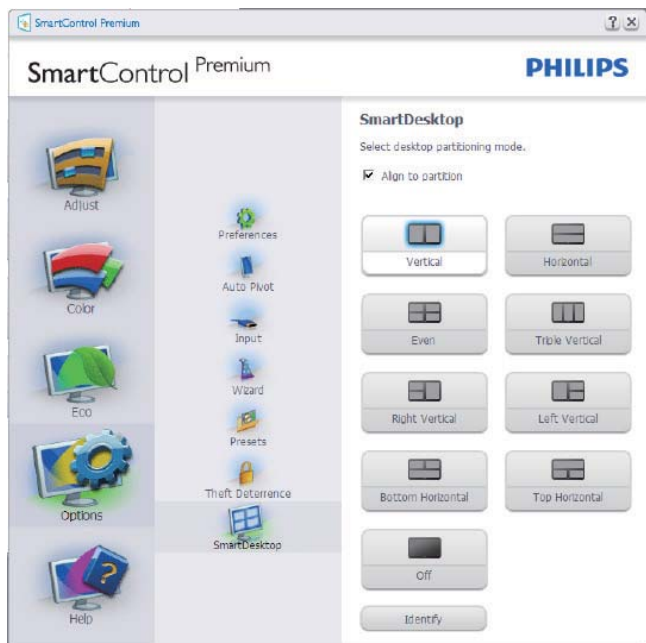 SmartControl Premium
SmartControl Premium
PHILIPS
Adjust
Color
Eco
Options
Help
Preferences
Auto Pivot
Input
Wizard
Presets
Theft Deterrence
SmartDesktop
SmartDesktop
Select desktop partitioning mode.
Align to partition
Vertical
Horizontal
Even
Triple Vertical
Right Vertical
Left Vertical
Bottom Horizontal
Top Horizontal
Off
Identify